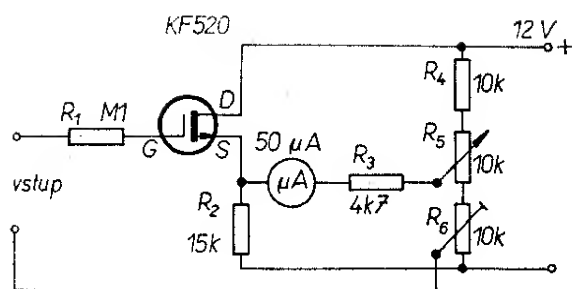 KF520
12 V +
R4
10k
D
R1 M1
G S
50 µA
R3
R5
10k
vstup
µA
4k7
R2
R6
10k
15k